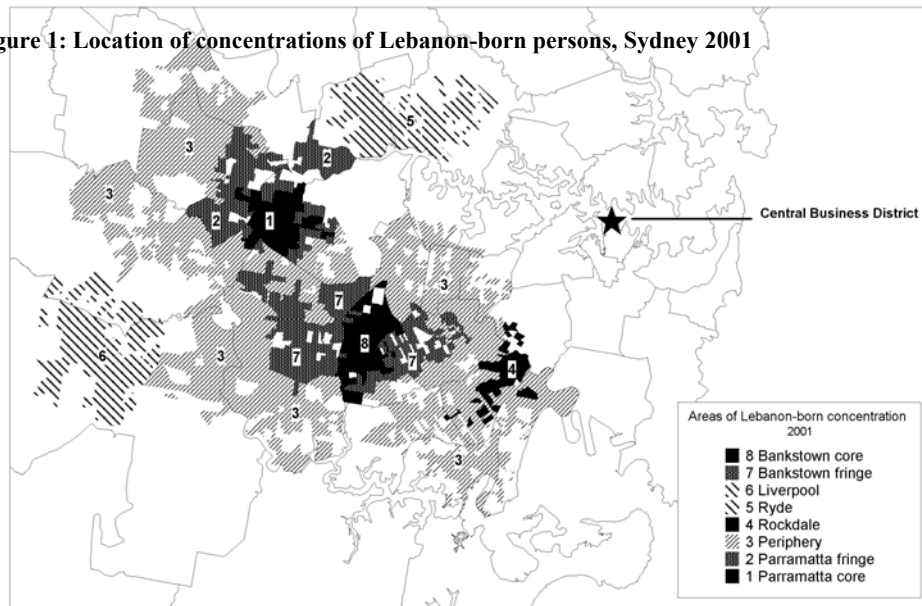 gure 1: Location of concentrations of Lebanon-born persons, Sydney 2001
5
3
2
3
2
1
Central Business District
3
7
8
6
3
7
7
4
3
3
Areas of Lebanon-born concentration
2001
8 Bankstown core
7 Bankstown fringe
6 Liverpool
5 Ryde
4 Rockdale
3 Periphery
2 Parramatta fringe
1 Parramatta core